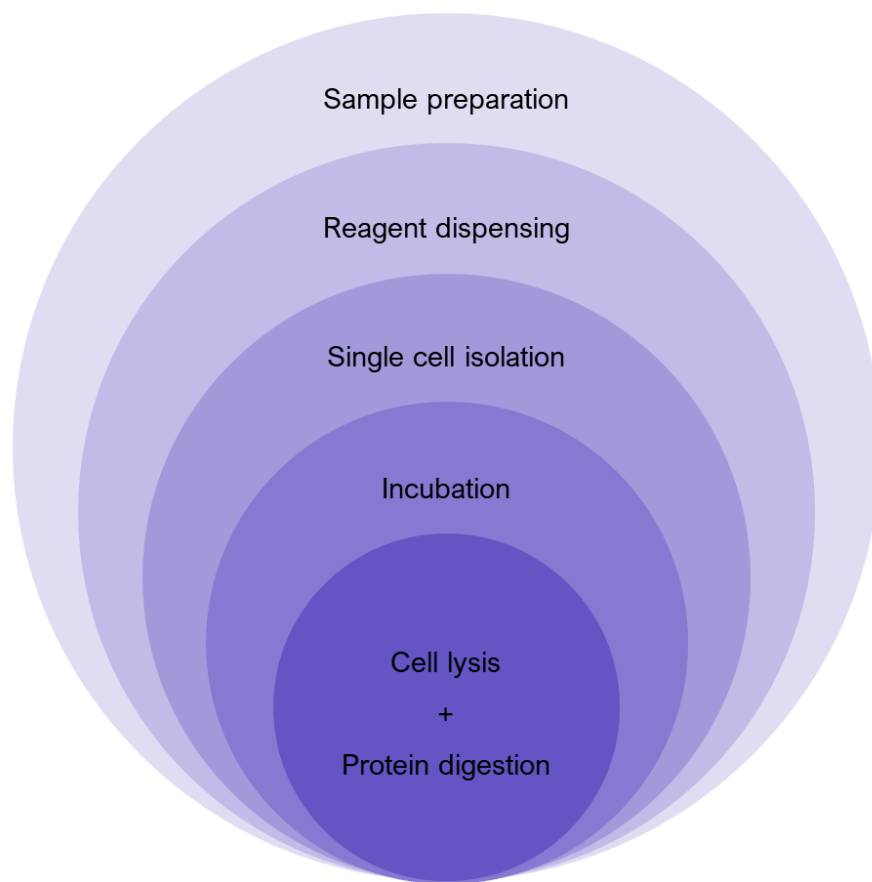 Sample preparation
Reagent dispensing
Single cell isolation
Incubation
Cell lysis
+
Protein digestion